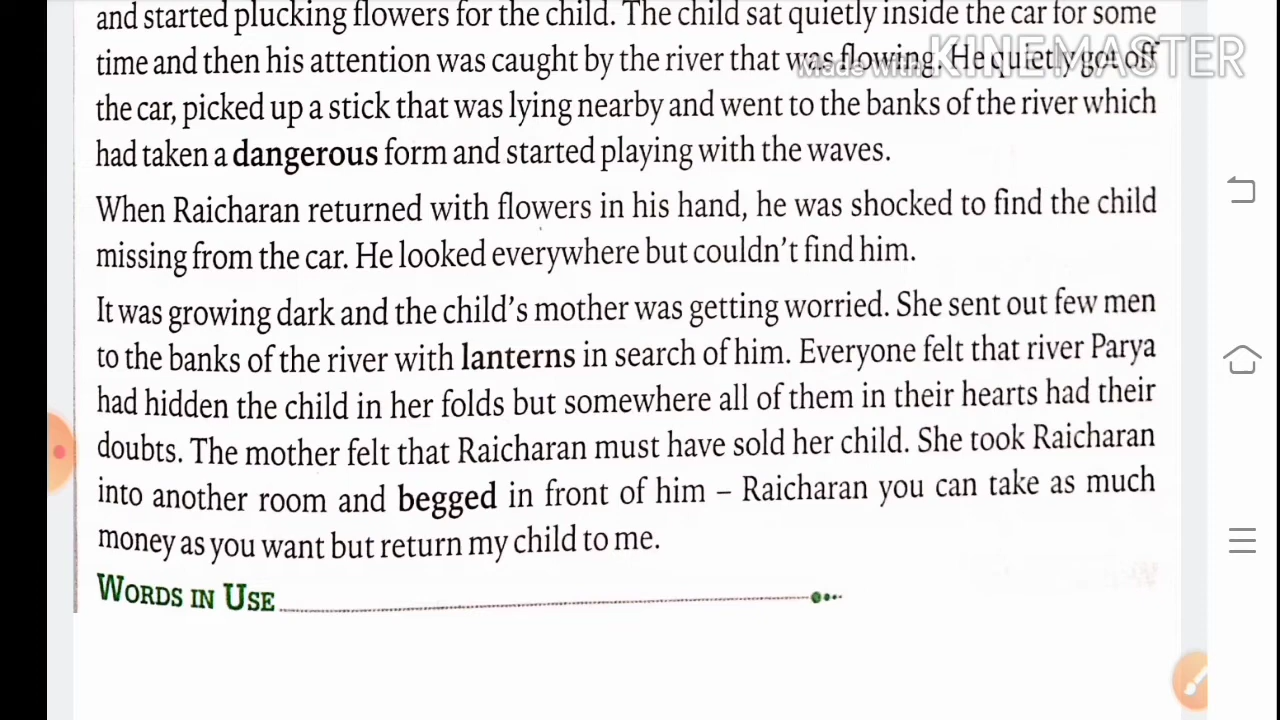 and started plucking flowers for the child. The child sat quietly inside the car for some
time and then his attention was caught by the river that was flowing. He quietly got off
the car, picked up a stick that was lying nearby and went to the banks of the river which
had taken a dangerous form and started playing with the waves.
When Raicharan returned with flowers in his hand, he was shocked to find the child
missing from the car. He looked everywhere but couldn't find him.
It was growing dark and the child's mother was getting worried. She sent out few men
to the banks of the river with lanterns in search of him. Everyone felt that river Parya
had hidden the child in her folds but somewhere all of them in their hearts had their
doubts. The mother felt that Raicharan must have sold her child. She took Raicharan
into another room and begged in front of him – Raicharan you can take as much
money as you want but return my child to me.
WORDS IN USE
Made with KINEMASTER